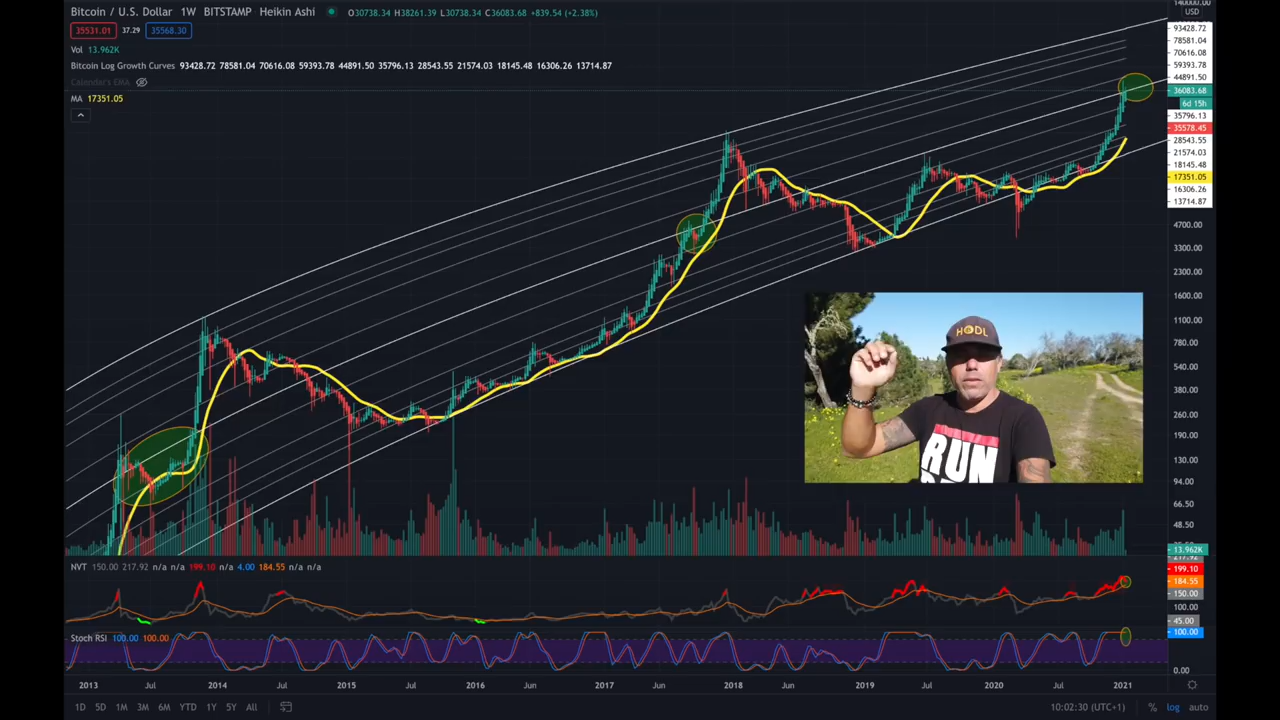 Bitcoin / U.S. Dollar 1W BITSTAMP Heikin Ashi O30738.34 H38261.39 L30738.34 C36083.68 +839.54 (+2.38%)
35531.01 37.29 35568.30
Vol 13.962K
Bitcoin Log Growth Curves 93428.72 78581.04 70616.08 59393.78 44891.50 35796.13 28543.55 21574.03 18145.48 16306.26 13714.87
MA 17351.05
140000.00
USD
93428.72
78581.04
70616.08
59393.78
44891.50
36083.68
6d 15h
35796.13
35578.45
28543.55
21574.03
18145.48
17351.05
16306.26
13714.87
4700.00
3300.00
2300.00
1600.00
1100.00
780.00
540.00
380.00
260.00
190.00
130.00
94.00
66.50
48.50
13.962K
217.92
HODL
RUN
NVT 150.00 217.92 n/a n/a 199.10 n/a 4.00 184.55 n/a n/a
199.10
184.55
150.00
100.00
45.00
Stoch RSI 100.00 100.00
100.00
0.00
2013 Jul 2014 Jul 2015 Jul 2016 Jun 2017 Jun 2018 Jun 2019 Jul 2020 Jul 2021
1D 5D 1M 3M 6M YTD 1Y 5Y All 10:02:30 (UTC+1) % log auto